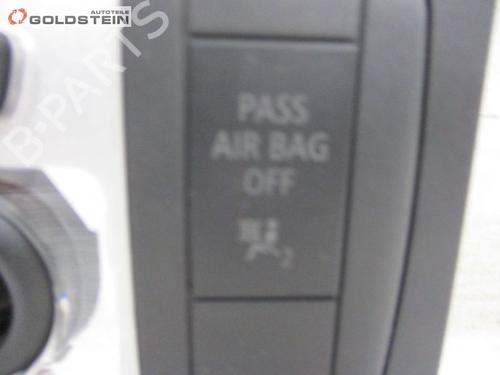 AUTOTEILE
GOLDSTEIN
B-PARTS
PASS
AIR BAG
OFF
2